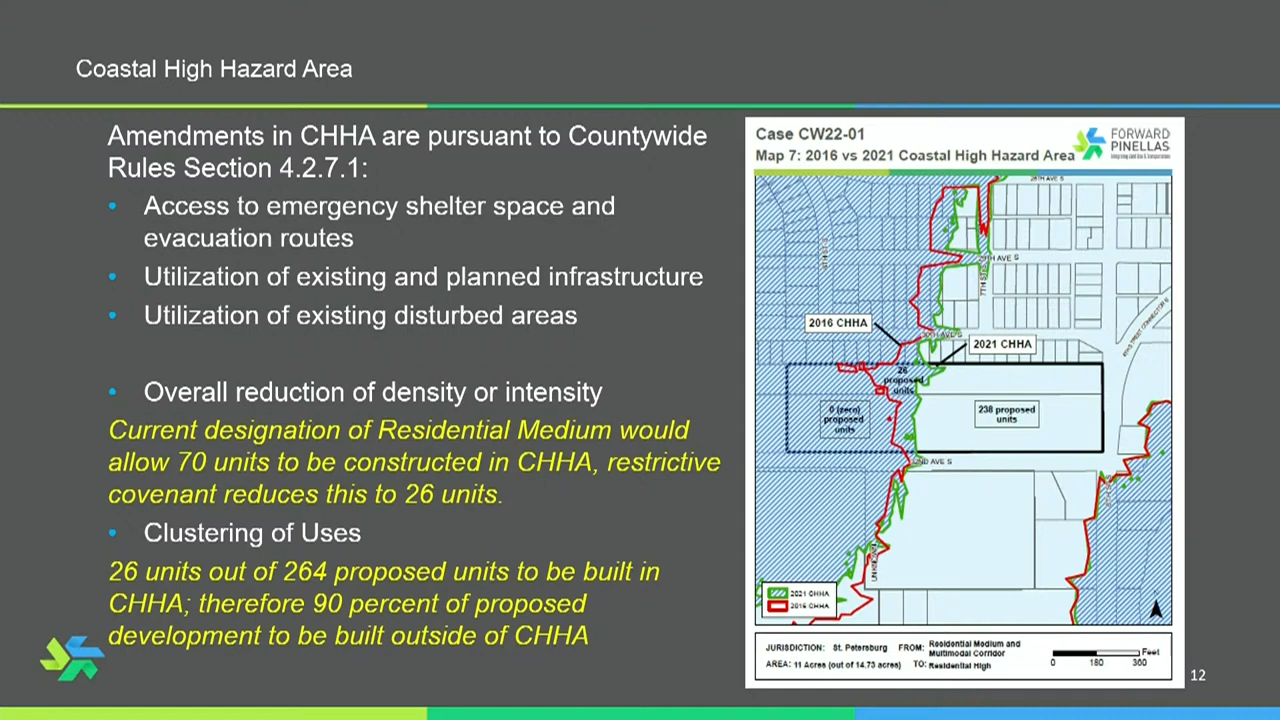 Coastal High Hazard Area
Amendments in CHHA are pursuant to Countywide
Rules Section 4.2.7.1:
• Access to emergency shelter space and
evacuation routes
• Utilization of existing and planned infrastructure
• Utilization of existing disturbed areas
• Overall reduction of density or intensity
Current designation of Residential Medium would
allow 70 units to be constructed in CHHA, restrictive
covenant reduces this to 26 units.
• Clustering of Uses
26 units out of 264 proposed units to be built in
CHHA; therefore 90 percent of proposed
development to be built outside of CHHA
Case CW22-01
Map 7: 2016 vs 2021 Coastal High Hazard Area
FORWARD
PINELLAS
28TH AVE S
7TH ST S
2016 CHHA
30TH AVE S
2021 CHHA
26
proposed
units
0 (zero)
proposed
units
238 proposed
units
UNKNOWN
2021 CHHA
2016 CHHA
JURISDICTION: St. Petersburg
FROM: Residential Medium and
Multimodal Corridor
AREA: 11 Acres (out of 14.73 acres)
TO: Residential High
Feet
0 180 360
12